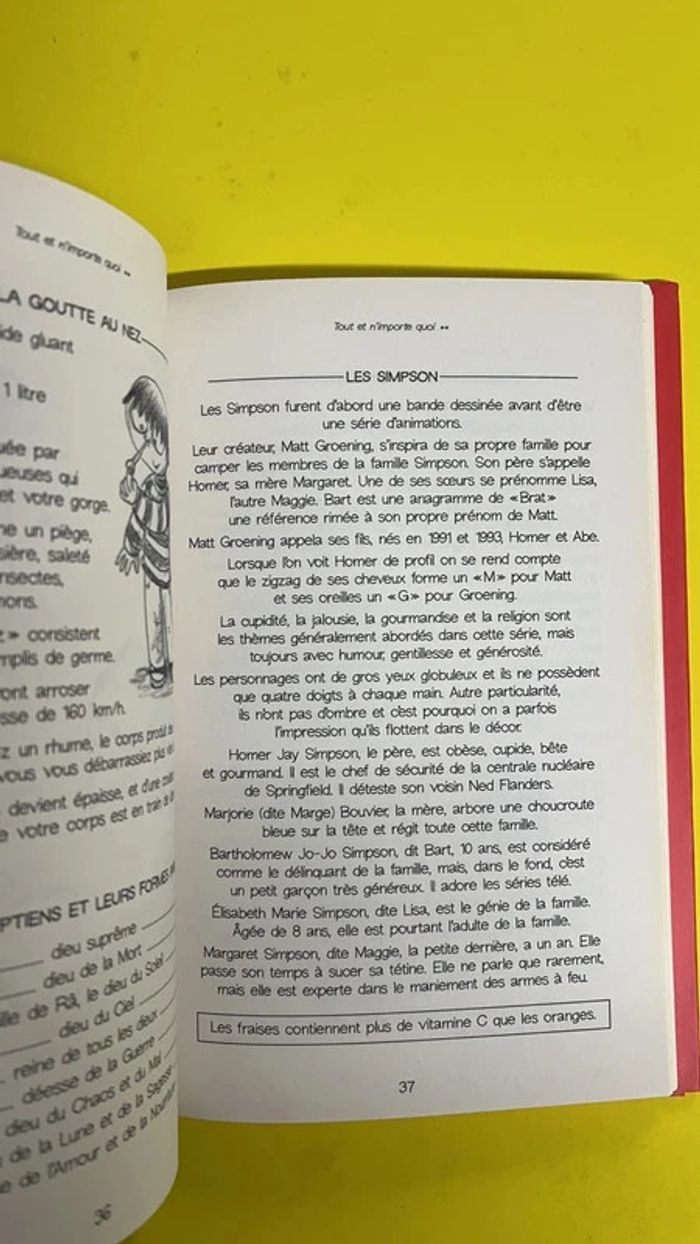 Tout et n'importe quoi ••
LA GOUTTE AU NEZ
gluant
1 litre
par
qui
et votre gorge.
un piège,
saleté
consistent
de germe.
arroser
de 160 km/h.
un rhume, le corps produit
vous vous débarrassiez plus
devient épaisse, et d'une
votre corps est en train de
ET LEURS FORMES
dieu suprême
dieu de la Mort
de Râ, le dieu du Soleil
dieu du Ciel
reine de tous les dieux
déesse de la Guerre
dieu du Chaos et du Mal
de la Lune et de la Sagesse
de l'Amour et de la
36
Tout et n'importe quoi ••
LES SIMPSON
Les Simpson furent d'abord une bande dessinée avant d'être
une série d'animations.
Leur créateur, Matt Groening, s'inspira de sa propre famille pour
camper les membres de la famille Simpson. Son père s'appelle
Homer, sa mère Margaret. Une de ses sœurs se prénomme Lisa,
l'autre Maggie. Bart est une anagramme de «Brat»
une référence rimée à son propre prénom de Matt.
Matt Groening appela ses fils, nés en 1991 et 1993, Homer et Abe.
Lorsque l'on voit Homer de profil on se rend compte
que le zigzag de ses cheveux forme un «M» pour Matt
et ses oreilles un «G» pour Groening.
La cupidité, la jalousie, la gourmandise et la religion sont
les thèmes généralement abordés dans cette série, mais
toujours avec humour, gentillesse et générosité.
Les personnages ont de gros yeux globuleux et ils ne possèdent
que quatre doigts à chaque main. Autre particularité,
ils n'ont pas d'ombre et c'est pourquoi on a parfois
l'impression qu'ils flottent dans le décor.
Homer Jay Simpson, le père, est obèse, cupide, bête
et gourmand. Il est le chef de sécurité de la centrale nucléaire
de Springfield. Il déteste son voisin Ned Flanders.
Marjorie (dite Marge) Bouvier, la mère, arbore une choucroute
bleue sur la tête et régit toute cette famille.
Bartholomew Jo-Jo Simpson, dit Bart, 10 ans, est considéré
comme le délinquant de la famille, mais, dans le fond, c'est
un petit garçon très généreux. Il adore les séries télé.
Élisabeth Marie Simpson, dite Lisa, est le génie de la famille.
Âgée de 8 ans, elle est pourtant l'adulte de la famille.
Margaret Simpson, dite Maggie, la petite dernière, a un an. Elle
passe son temps à sucer sa tétine. Elle ne parle que rarement,
mais elle est experte dans le maniement des armes à feu.
Les fraises contiennent plus de vitamine C que les oranges.
37